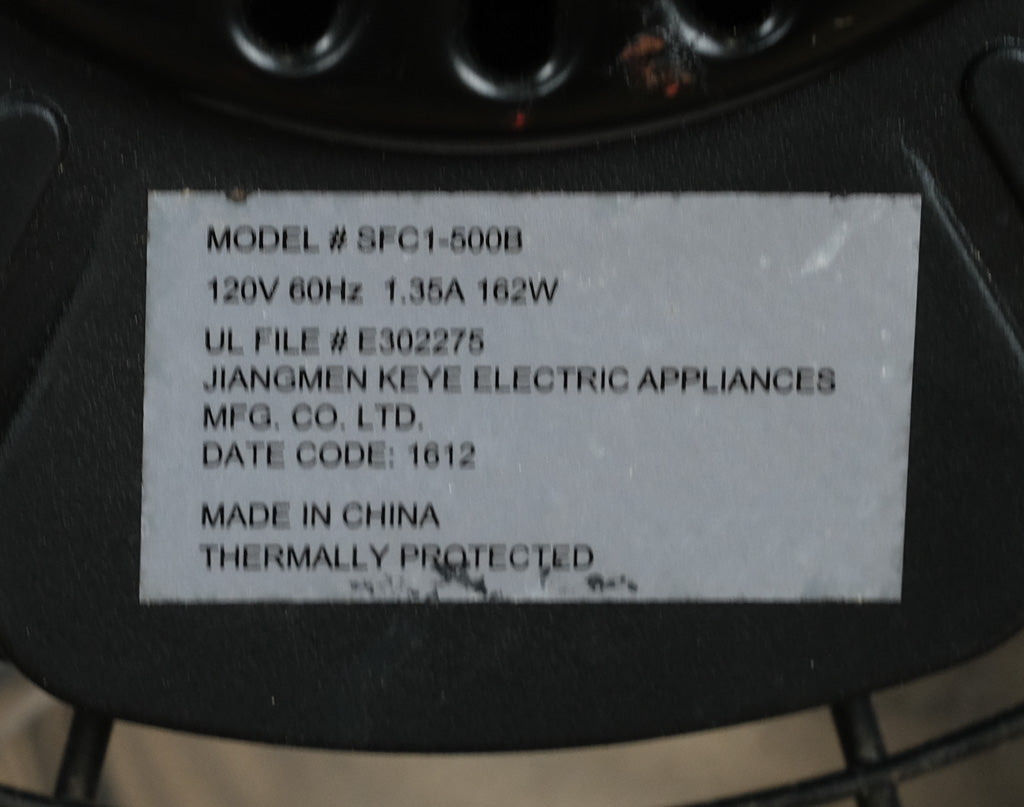 MODEL # SFC1-500B
120V 60Hz 1.35A 162W
UL FILE # E302275
JIANGMEN KEYE ELECTRIC APPLIANCES
MFG. CO. LTD.
DATE CODE: 1612
MADE IN CHINA
THERMALLY PROTECTED